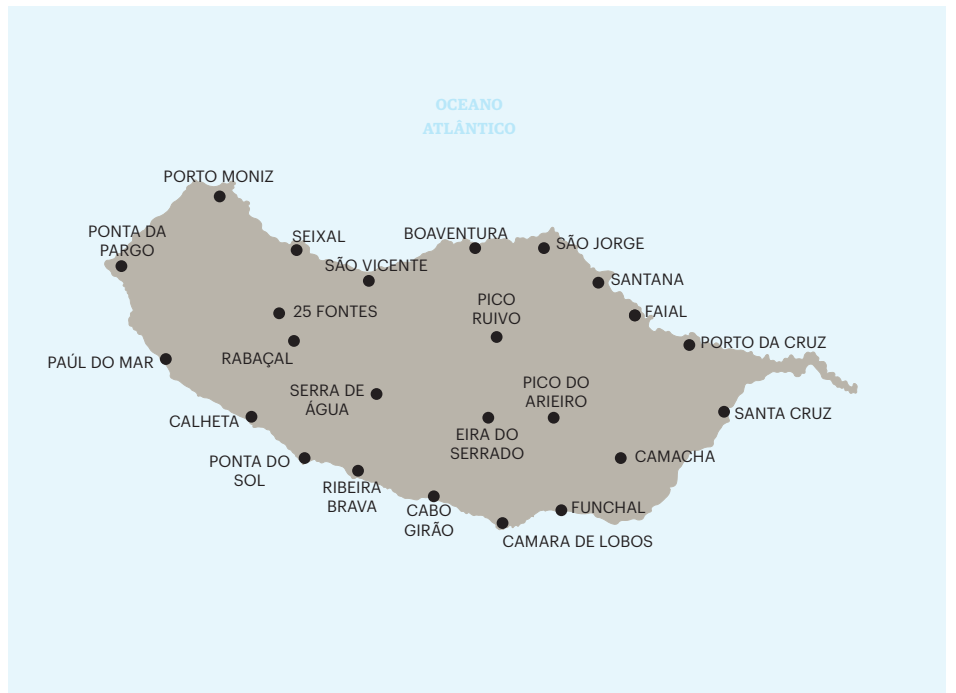 OCEANO
ATLÂNTICO
PORTO MONIZ
PONTA DA
PARGO
SEIXAL
BOAVENTURA
SÃO JORGE
SÃO VICENTE
SANTANA
25 FONTES
PICO
RUIVO
FAIAL
RABAÇAL
PORTO DA CRUZ
PAÚL DO MAR
SERRA DE
ÁGUA
PICO DO
ARIEIRO
CALHETA
SANTA CRUZ
EIRA DO
SERRADO
PONTA DO
SOL
CAMACHA
RIBEIRA
BRAVA
CABO
GIRÃO
FUNCHAL
CAMARA DE LOBOS